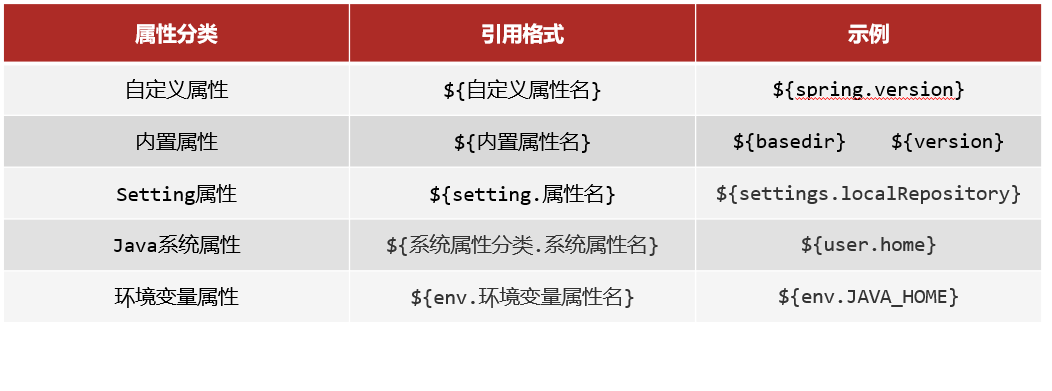 属性分类 引用格式 示例
自定义属性 ${自定义属性名} ${spring.version}
内置属性 ${内置属性名} ${basedir} ${version}
Setting属性 ${setting.属性名} ${settings.localRepository}
Java系统属性 ${系统属性分类.系统属性名} ${user.home}
环境变量属性 ${env.环境变量属性名} ${env.JAVA_HOME}